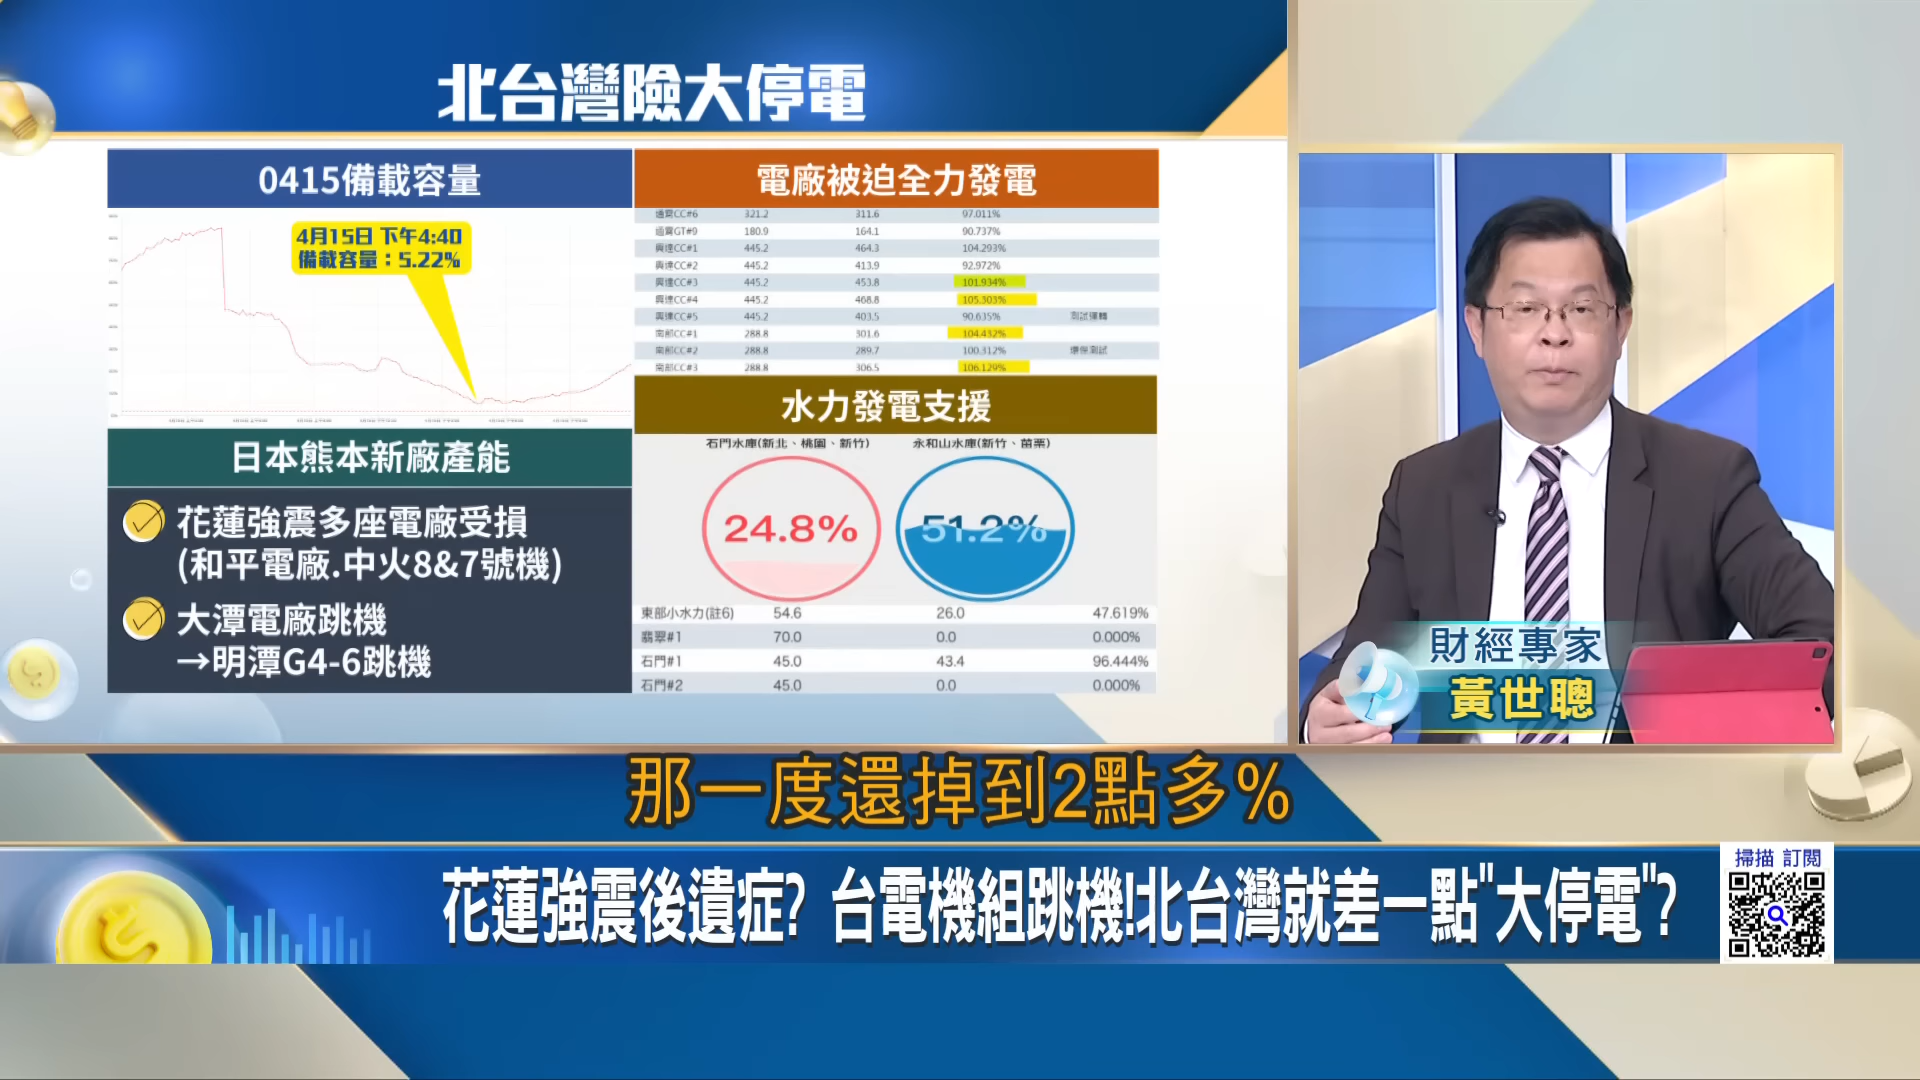 北台灣險大停電
0415備載容量
4月15日 下午4:40
備載容量：5.22%
日本熊本新廠產能
花蓮強震多座電廠受損
(和平電廠.中火8&7號機)
大潭電廠跳機
→明潭G4-6跳機
電廠被迫全力發電
通霄CC#6 321.2 311.6 97.011%
通霄GT#9 180.9 164.1 90.737%
興達CC#1 445.2 464.3 104.293%
興達CC#2 445.2 413.9 92.972%
興達CC#3 445.2 453.8 101.934%
興達CC#4 445.2 468.8 105.303%
興達CC#5 445.2 403.5 90.635% 測試運轉
南部CC#1 288.8 301.6 104.432%
南部CC#2 288.8 289.7 100.312% 環保測試
南部CC#3 288.8 306.5 106.129%
水力發電支援
石門水庫(新北、桃園、新竹) 永和山水庫(新竹、苗栗)
24.8% 51.2%
東部小水力(註6) 54.6 26.0 47.619%
翡翠#1 70.0 0.0 0.000%
石門#1 45.0 43.4 96.444%
石門#2 45.0 0.0 0.000%
財經專家
黃世聰
那一度還掉到2點多%
花蓮強震後遺症? 台電機組跳機!北台灣就差一點"大停電"?
掃描 訂閱